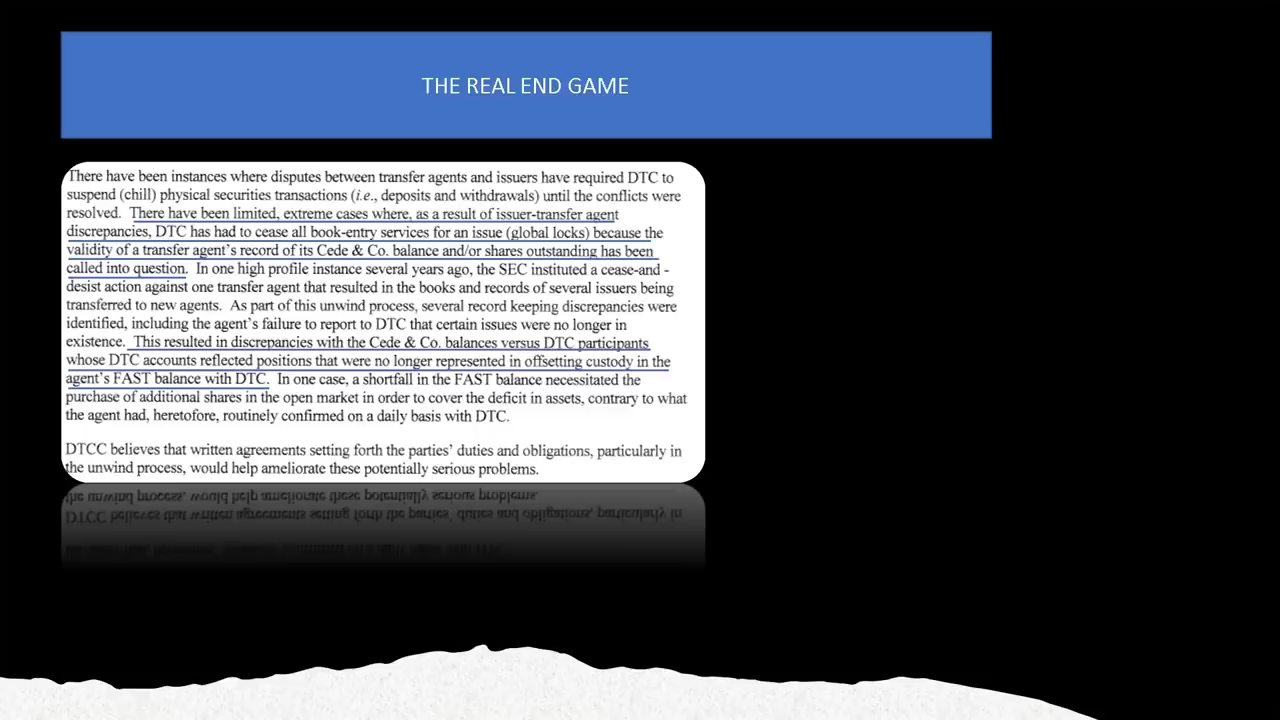 THE REAL END GAME
There have been instances where disputes between transfer agents and issuers have required DTC to
suspend (chill) physical securities transactions (i.e., deposits and withdrawals) until the conflicts were
resolved. There have been limited, extreme cases where, as a result of issuer-transfer agent
discrepancies, DTC has had to cease all book-entry services for an issue (global locks) because the
validity of a transfer agent's record of its Cede & Co. balance and/or shares outstanding has been
called into question. In one high profile instance several years ago, the SEC instituted a cease-and -
desist action against one transfer agent that resulted in the books and records of several issuers being
transferred to new agents. As part of this unwind process, several record keeping discrepancies were
identified, including the agent's failure to report to DTC that certain issues were no longer in
existence. This resulted in discrepancies with the Cede & Co. balances versus DTC participants
whose DTC accounts reflected positions that were no longer represented in offsetting custody in the
agent's FAST balance with DTC. In one case, a shortfall in the FAST balance necessitated the
purchase of additional shares in the open market in order to cover the deficit in assets, contrary to what
the agent had, heretofore, routinely confirmed on a daily basis with DTC.
DTCC believes that written agreements setting forth the parties' duties and obligations, particularly in
the unwind process, would help ameliorate these potentially serious problems.